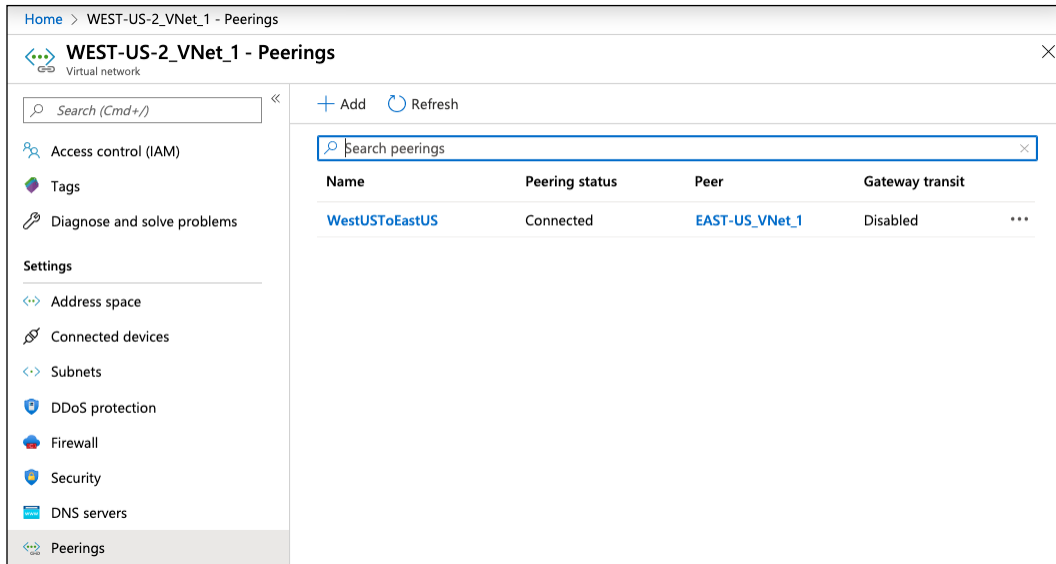 Home > WEST-US-2_VNet_1 - Peerings
WEST-US-2_VNet_1 - Peerings
Virtual network
Search (Cmd+/)
Access control (IAM)
Tags
Diagnose and solve problems
Settings
Address space
Connected devices
Subnets
DDoS protection
Firewall
Security
DNS servers
Peerings
Add Refresh
Search peerings
Name Peering status Peer Gateway transit
WestUSToEastUS Connected EAST-US_VNet_1 Disabled